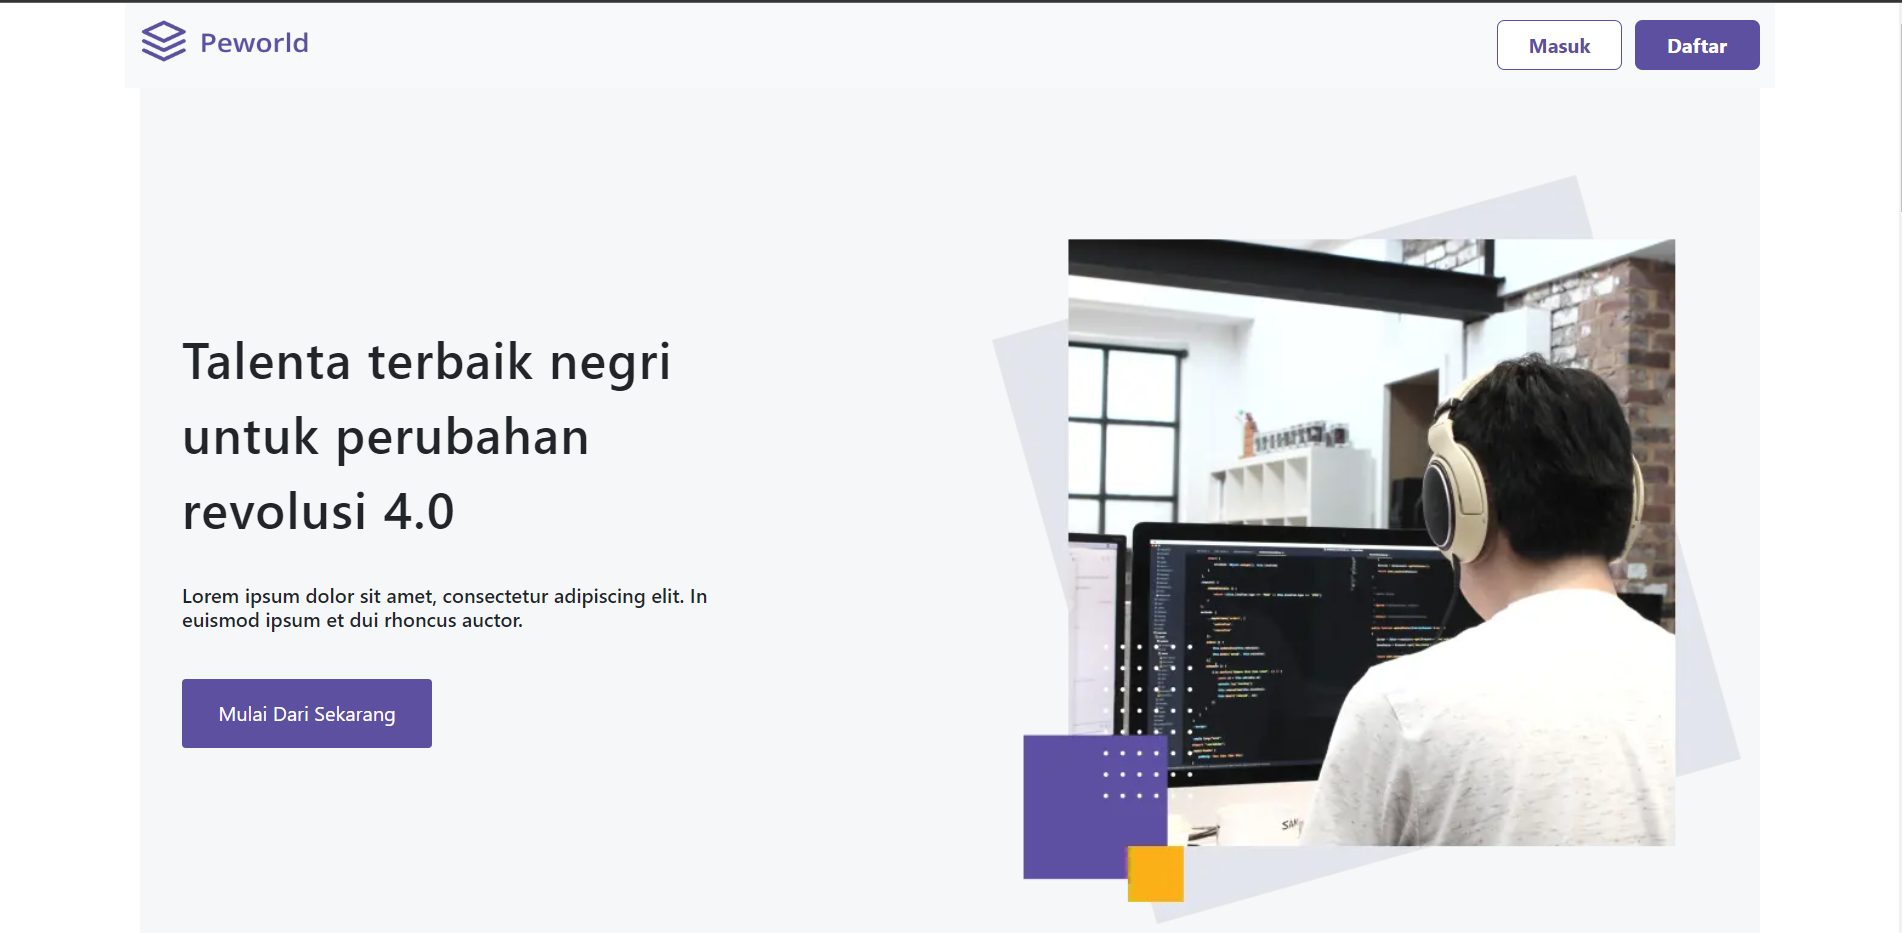 Peworld
Masuk
Daftar
Talenta terbaik negri
untuk perubahan
revolusi 4.0
Lorem ipsum dolor sit amet, consectetur adipiscing elit. In
euismod ipsum et dui rhoncus auctor.
Mulai Dari Sekarang